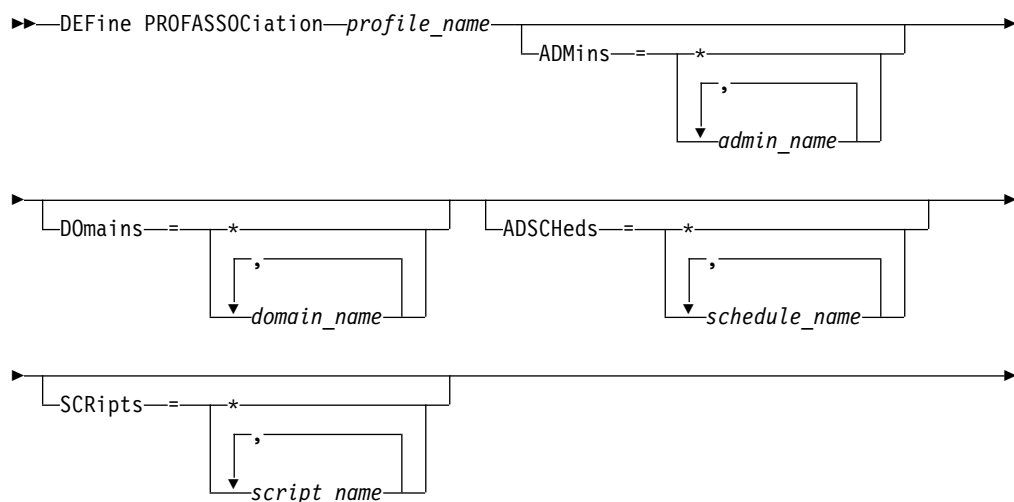 DEFine PROFASSOCiation profile_name
ADMins = *
,
admin_name
DOmains = *
,
domain_name
ADSCHeds = *
,
schedule_name
SCRipts = *
,
script_name